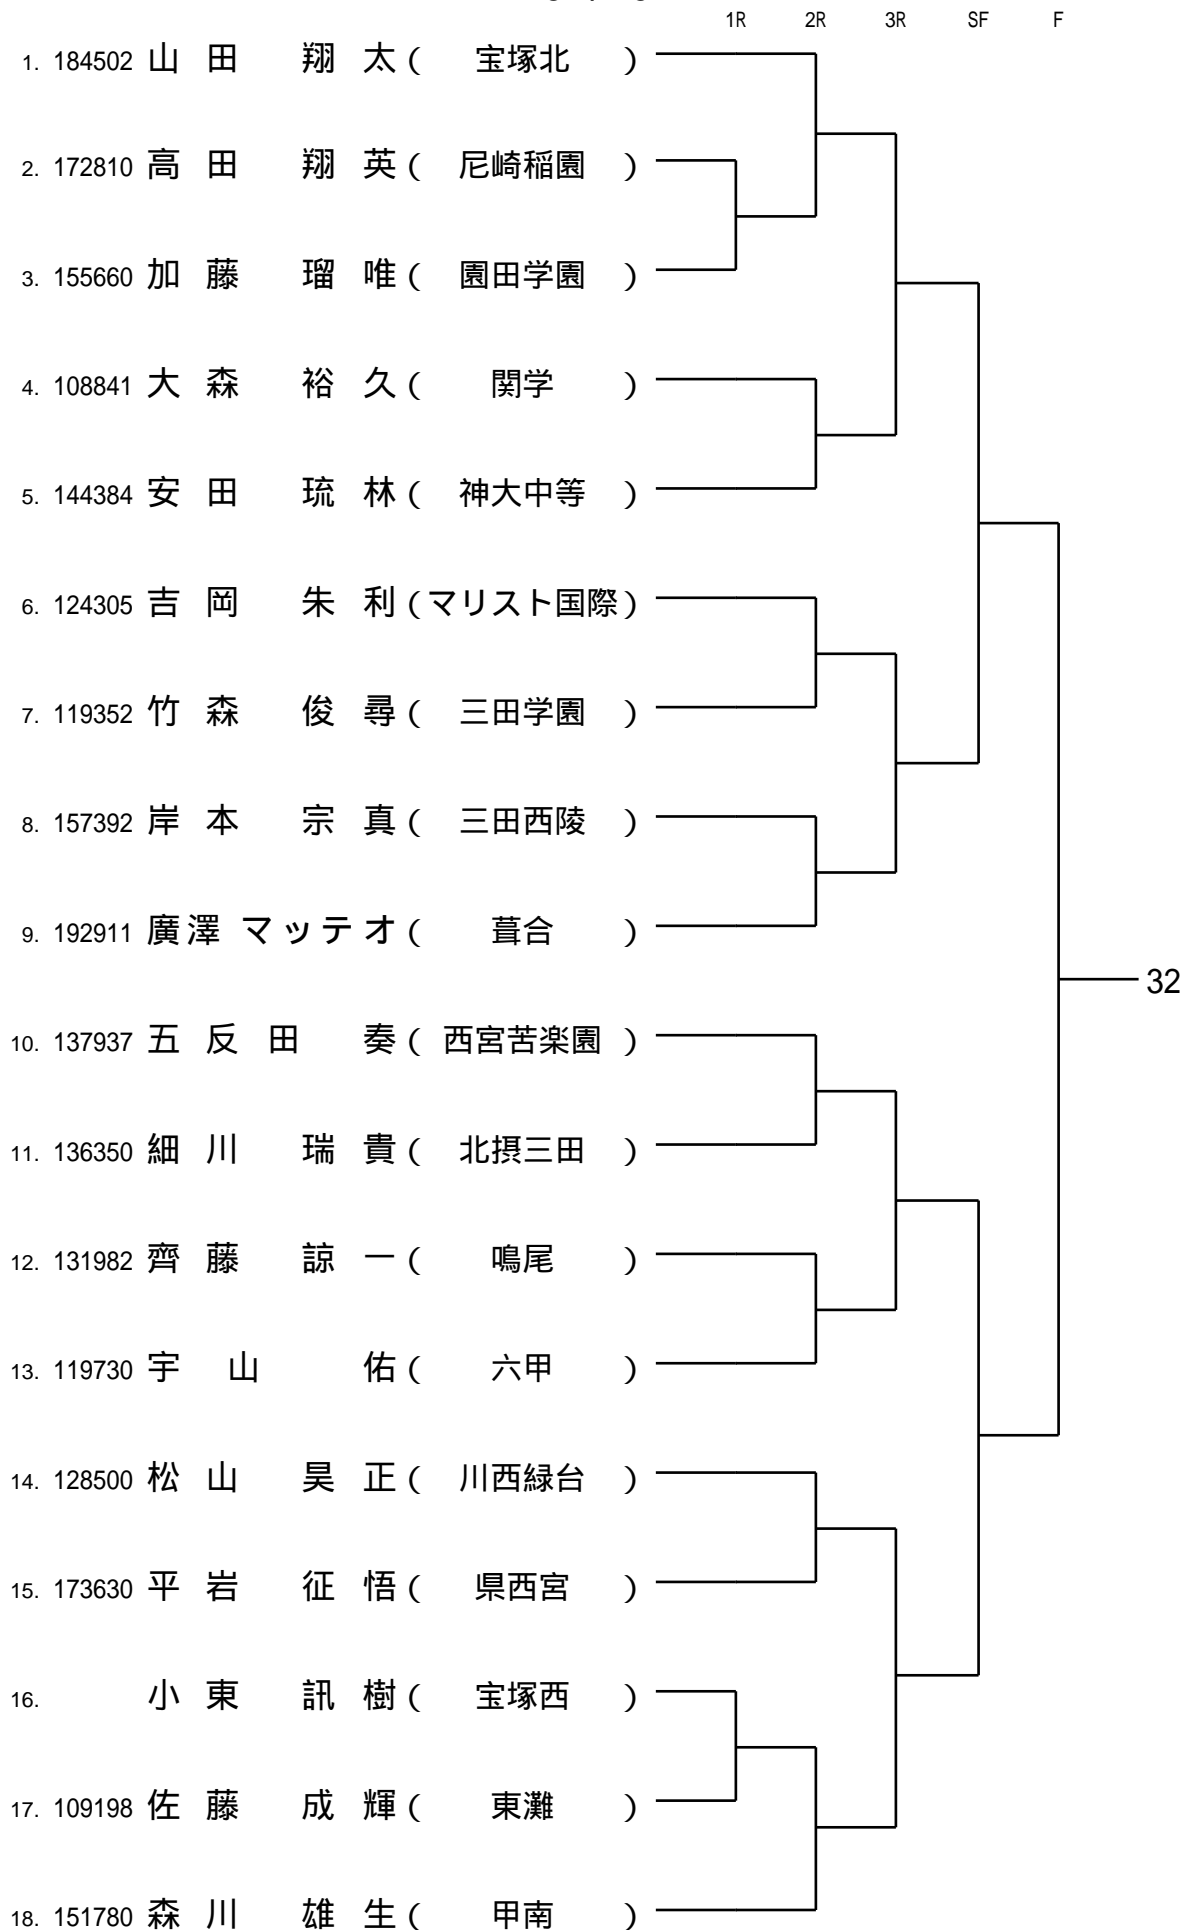 1R 2R 3R SF F
1. 184502 山田 翔太 ( 宝塚北 )
2. 172810 高田 翔英 ( 尼崎稲園 )
3. 155660 加藤 瑠唯 ( 園田学園 )
4. 108841 大森 裕久 ( 関学 )
5. 144384 安田 琉林 ( 神大中等 )
6. 124305 吉岡 朱利 ( マリスト国際 )
7. 119352 竹森 俊尋 ( 三田学園 )
8. 157392 岸本 宗真 ( 三田西陵 )
9. 192911 廣澤 マッテオ ( 葺合 )
32
10. 137937 五反田 奏 ( 西宮苦楽園 )
11. 136350 細川 瑞貴 ( 北摂三田 )
12. 131982 齊藤 諒一 ( 鳴尾 )
13. 119730 宇山 佑 ( 六甲 )
14. 128500 松山 昊正 ( 川西緑台 )
15. 173630 平岩 征悟 ( 県西宮 )
16. 小東 訊樹 ( 宝塚西 )
17. 109198 佐藤 成輝 ( 東灘 )
18. 151780 森川 雄生 ( 甲南 )